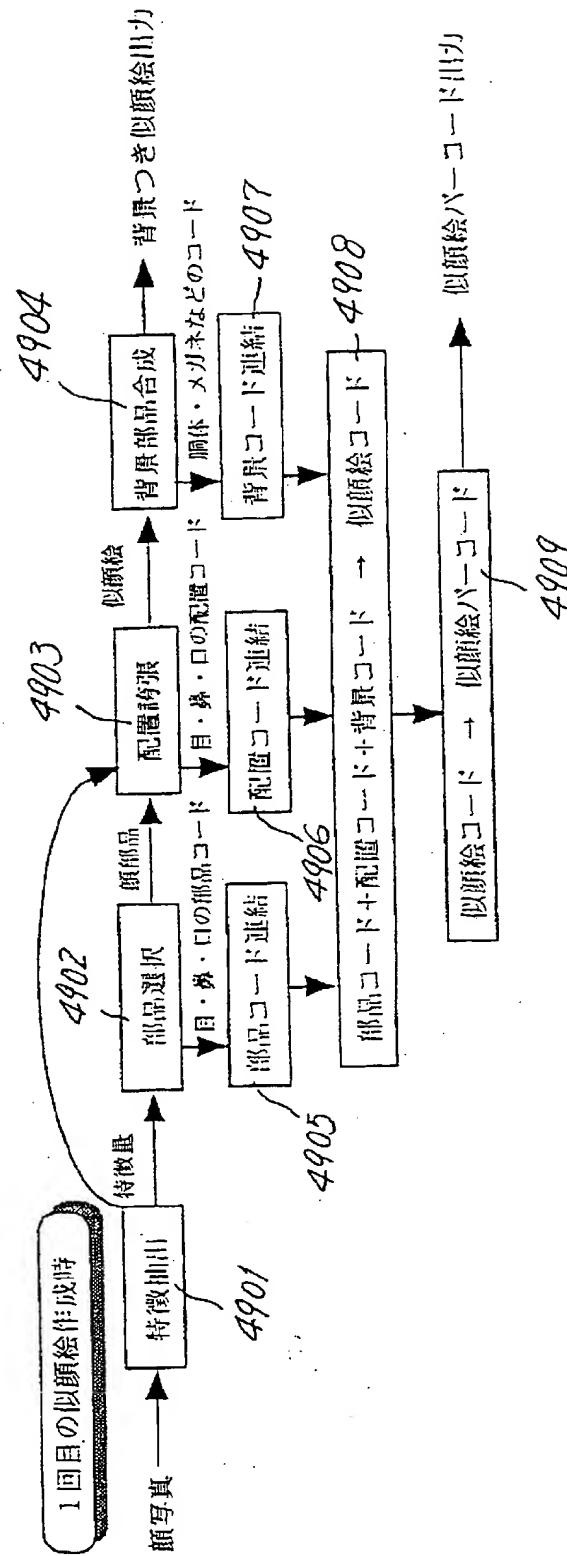 1回目の似顔絵作成時
顔写真
特徴抽出
4901
特徴量
部品選択
4902
顔部品
配置誇張
4903
似顔絵
背景部品合成
4904
背景つき似顔絵出力
目・鼻・口の部品コード
目・鼻・口の配置コード
胴体・メガネなどのコード
部品コード連結
4905
配置コード連結
4906
背景コード連結
4907
部品コード+配置コード+背景コード → 似顔絵コード
4908
似顔絵コード → 似顔絵バーコード
4909
似顔絵バーコード出力